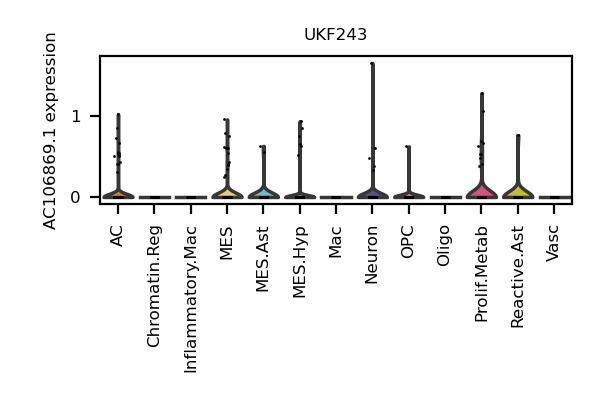 UKF243
AC106869.1 expression
1
0
AC
Chromatin.Reg
Inflammatory.Mac
MES
MES.Ast
MES.Hyp
Mac
Neuron
OPC
Oligo
Prolif.Metab
Reactive.Ast
Vasc